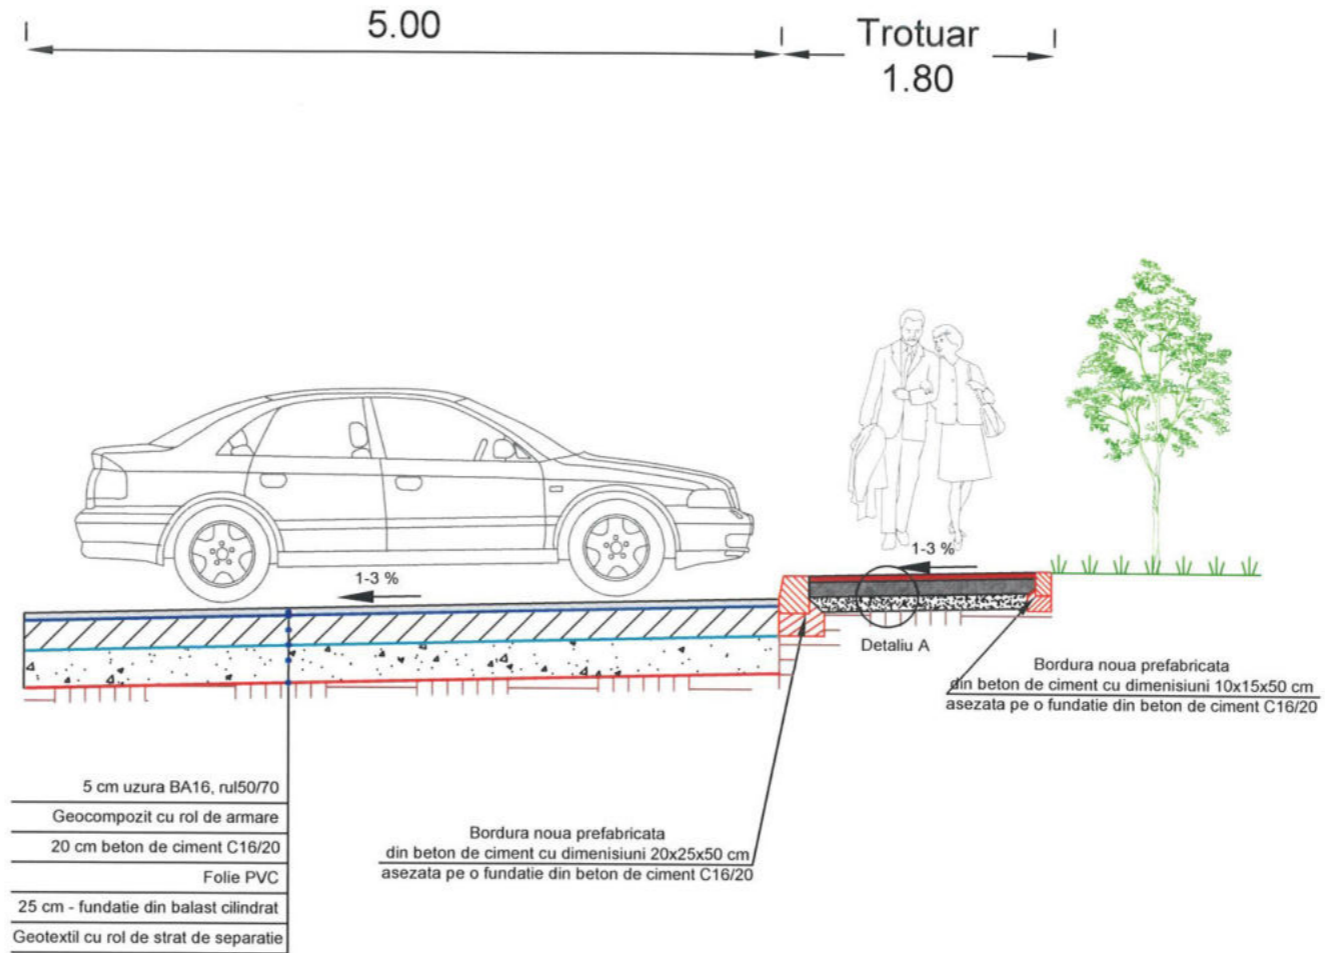 5.00
Trotuar
1.80
1-3 %
1-3 %
Detaliu A
Bordura noua prefabricata
din beton de ciment cu dimenisiuni 10x15x50 cm
asezata pe o fundatie din beton de ciment C16/20
5 cm uzura BA16, rul50/70
Geocompozit cu rol de armare
20 cm beton de ciment C16/20
Folie PVC
25 cm - fundatie din balast cilindrat
Geotextil cu rol de strat de separatie
Bordura noua prefabricata
din beton de ciment cu dimenisiuni 20x25x50 cm
asezata pe o fundatie din beton de ciment C16/20